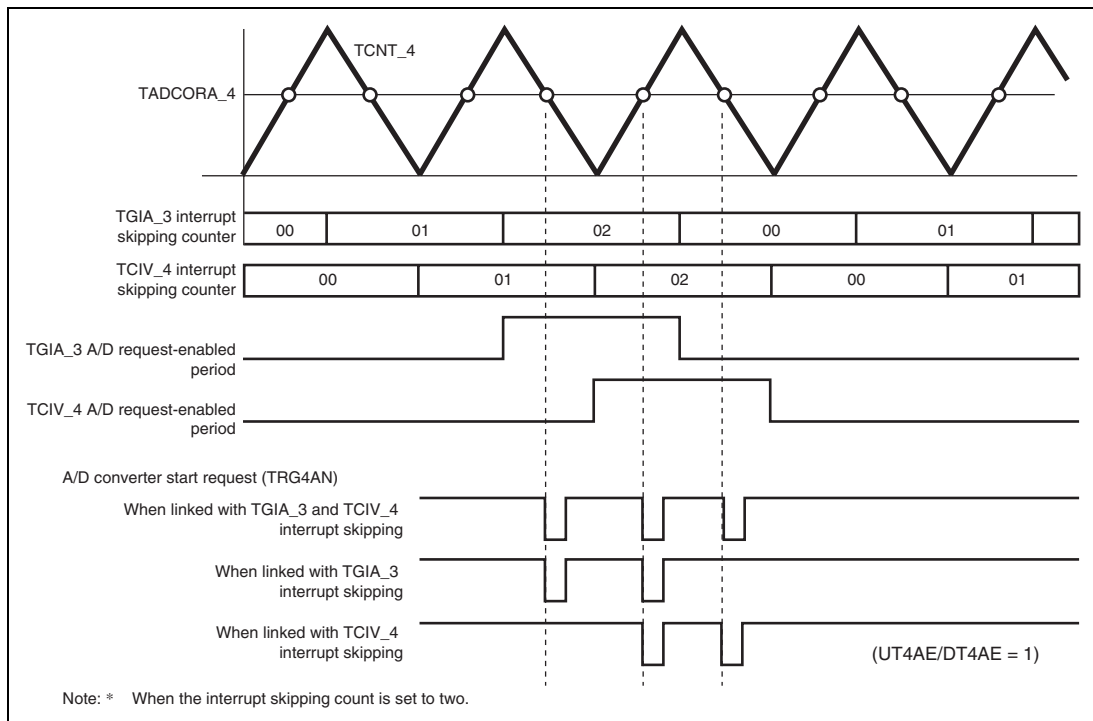 TCNT_4
TADCORA_4
TGIA_3 interrupt
skipping counter
00 01 02 00 01
TCIV_4 interrupt
skipping counter
00 01 02 00 01
TGIA_3 A/D request-enabled
period
TCIV_4 A/D request-enabled
period
A/D converter start request (TRG4AN)
When linked with TGIA_3 and TCIV_4
interrupt skipping
When linked with TGIA_3
interrupt skipping
When linked with TCIV_4
interrupt skipping
(UT4AE/DT4AE = 1)
Note: * When the interrupt skipping count is set to two.